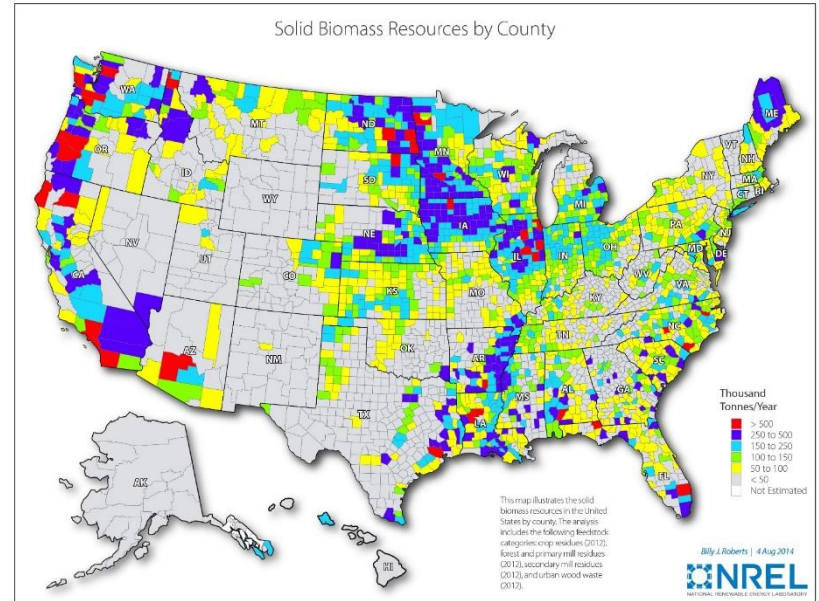 Solid Biomass Resources by County
WA
MT
ND
MN
ME
OR
ID
SD
WI
VT
NH
NY
MA
CT
RI
WY
MI
IA
NE
PA
NJ
NV
UT
IL
IN
OH
MD
DE
CO
WV
CA
KS
MO
VA
KY
NC
TN
AZ
NM
OK
AR
SC
MS
AL
GA
TX
LA
FL
AK
HI
Thousand
Tonnes/Year
> 500
250 to 500
150 to 250
100 to 150
50 to 100
< 50
Not Estimated
This map illustrates the solid
biomass resources in the United
States by county. The analysis
includes the following feedstock
categories: crop residues (2012),
forest and primary mill residues
(2012), secondary mill residues
(2012), and urban wood waste
(2012).
Billy J. Roberts | 4 Aug 2014
NREL
NATIONAL RENEWABLE ENERGY LABORATORY